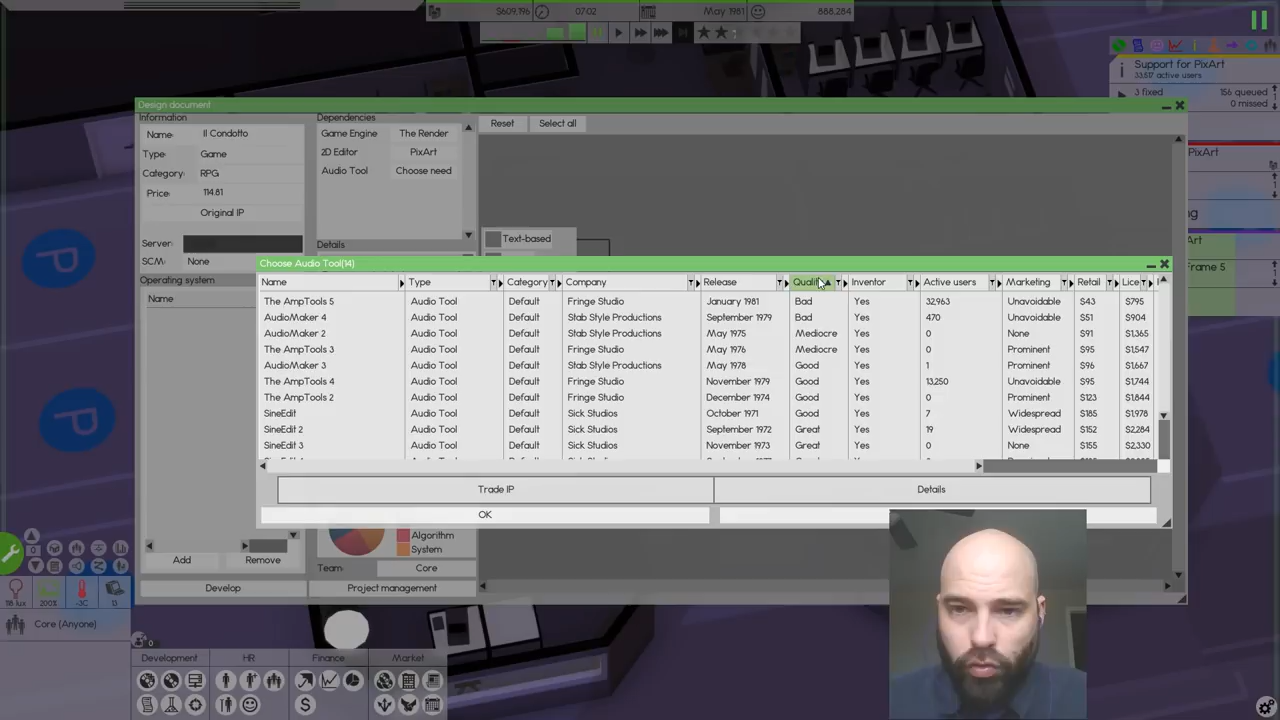 $609,196 07:02 May 1981 888,284
Support for PixArt
33,517 active users
3 fixed 156 queued
0 missed
Design document
Information
Name: Il Condotto
Type: Game
Category: RPG
Price: 114.81
Original IP
Server:
SCM: None
Operating system
Name
Dependencies
Game Engine The Render
2D Editor PixArt
Audio Tool Choose need
Details
Reset Select all
Text-based
PixArt
Frame 5
Choose Audio Tool(14)
Name Type Category Company Release Quality Inventor Active users Marketing Retail Lice
The AmpTools 5 Audio Tool Default Fringe Studio January 1981 Bad Yes 32,963 Unavoidable $43 $795
AudioMaker 4 Audio Tool Default Stab Style Productions September 1979 Bad Yes 470 Unavoidable $51 $904
AudioMaker 2 Audio Tool Default Stab Style Productions May 1975 Mediocre Yes 0 None $91 $1,365
The AmpTools 3 Audio Tool Default Fringe Studio May 1976 Mediocre Yes 0 Prominent $95 $1,547
AudioMaker 3 Audio Tool Default Stab Style Productions May 1978 Good Yes 1 Prominent $96 $1,667
The AmpTools 4 Audio Tool Default Fringe Studio November 1979 Good Yes 13,250 Unavoidable $95 $1,744
The AmpTools 2 Audio Tool Default Fringe Studio December 1974 Good Yes 0 Prominent $123 $1,844
SineEdit Audio Tool Default Sick Studios October 1971 Good Yes 7 Widespread $185 $1,978
SineEdit 2 Audio Tool Default Sick Studios September 1972 Great Yes 19 Widespread $152 $2,284
SineEdit 3 Audio Tool Default Sick Studios November 1973 Great Yes 0 None $155 $2,330
Trade IP Details
OK
Algorithm
System
Team: Core
Add Remove
Develop Project management
118 lux 200% -3C 13
Core (Anyone)
Development HR Finance Market